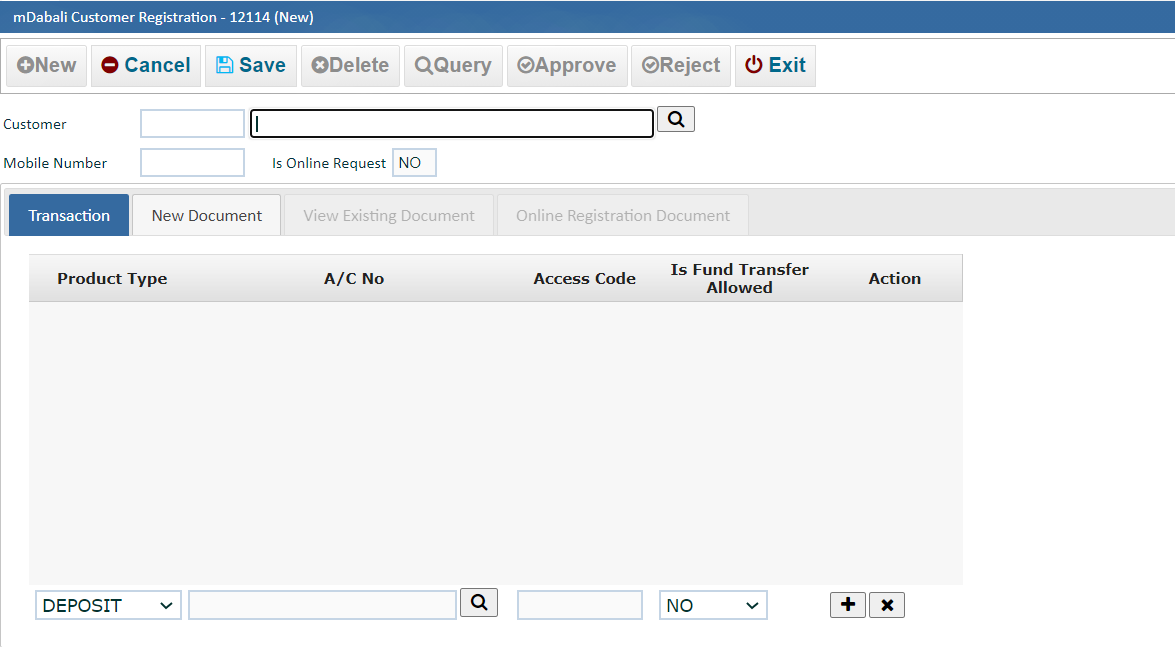 mDabali Customer Registration - 12114 (New)
New Cancel Save Delete Query Approve Reject Exit
Customer
Mobile Number Is Online Request NO
Transaction New Document View Existing Document Online Registration Document
Product Type A/C No Access Code Is Fund Transfer Allowed Action
DEPOSIT NO